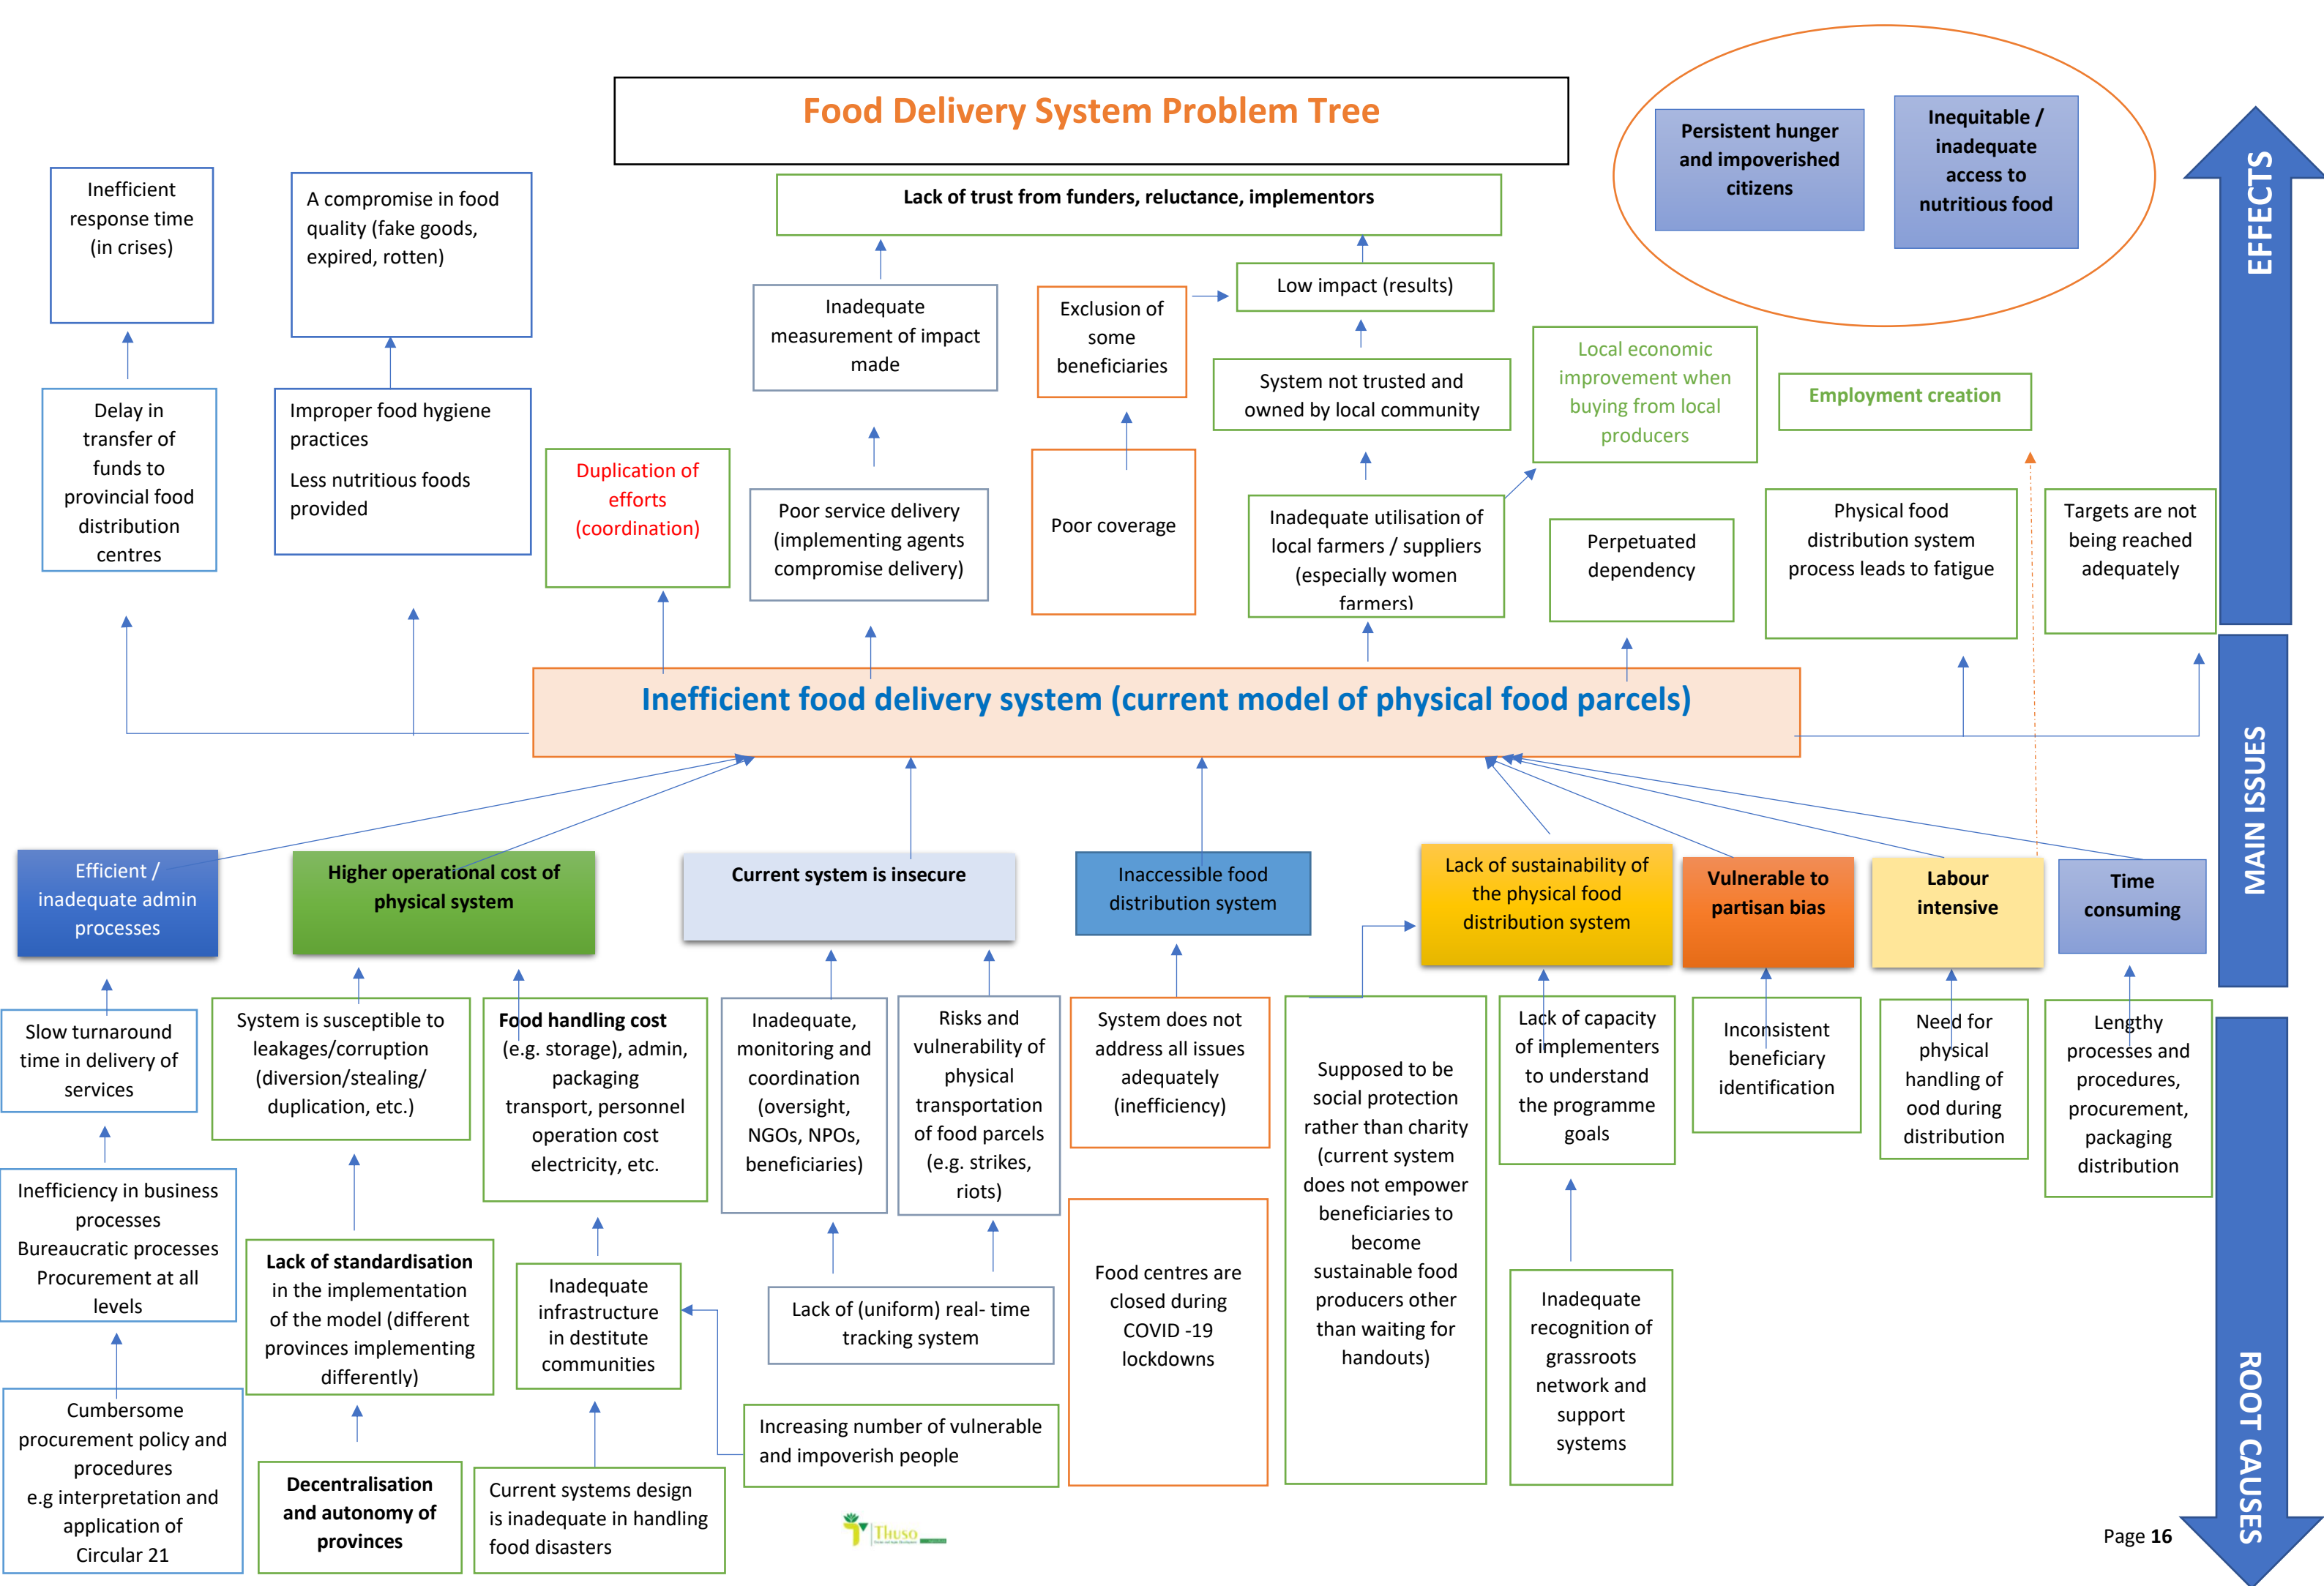 Food Delivery System Problem Tree
Persistent hunger
and impoverished
citizens
Inequitable /
inadequate
access to
nutritious food
EFFECTS
Inefficient
response time
(in crises)
A compromise in food
quality (fake goods,
expired, rotten)
Lack of trust from funders, reluctance, implementors
Inadequate
measurement of impact
made
Exclusion of
some
beneficiaries
Low impact (results)
System not trusted and
owned by local community
Local economic
improvement when
buying from local
producers
Employment creation
Delay in
transfer of
funds to
provincial food
distribution
centres
Improper food hygiene
practices
Less nutritious foods
provided
Duplication of
efforts
(coordination)
Poor service delivery
(implementing agents
compromise delivery)
Poor coverage
Inadequate utilisation of
local farmers / suppliers
(especially women
farmers)
Perpetuated
dependency
Physical food
distribution system
process leads to fatigue
Targets are not
being reached
adequately
Inefficient food delivery system (current model of physical food parcels)
MAIN ISSUES
Efficient /
inadequate admin
processes
Higher operational cost of
physical system
Current system is insecure
Inaccessible food
distribution system
Lack of sustainability of
the physical food
distribution system
Vulnerable to
partisan bias
Labour
intensive
Time
consuming
Slow turnaround
time in delivery of
services
System is susceptible to
leakages/corruption
(diversion/stealing/
duplication, etc.)
Food handling cost
(e.g. storage), admin,
packaging
transport, personnel
operation cost
electricity, etc.
Inadequate,
monitoring and
coordination
(oversight,
NGOs, NPOs,
beneficiaries)
Risks and
vulnerability of
physical
transportation
of food parcels
(e.g. strikes,
riots)
System does not
address all issues
adequately
(inefficiency)
Supposed to be
social protection
rather than charity
(current system
does not empower
beneficiaries to
become
sustainable food
producers other
than waiting for
handouts)
Lack of capacity
of implementers
to understand
the programme
goals
Inconsistent
beneficiary
identification
Need for
physical
handling of
ood during
distribution
Lengthy
processes and
procedures,
procurement,
packaging
distribution
Inefficiency in business
processes
Bureaucratic processes
Procurement at all
levels
Lack of standardisation
in the implementation
of the model (different
provinces implementing
differently)
Inadequate
infrastructure
in destitute
communities
Lack of (uniform) real- time
tracking system
Food centres are
closed during
COVID -19
lockdowns
Inadequate
recognition of
grassroots
network and
support
systems
Cumbersome
procurement policy and
procedures
e.g interpretation and
application of
Circular 21
Decentralisation
and autonomy of
provinces
Current systems design
is inadequate in handling
food disasters
Increasing number of vulnerable
and impoverish people
ROOT CAUSES
Thuso
Page 16